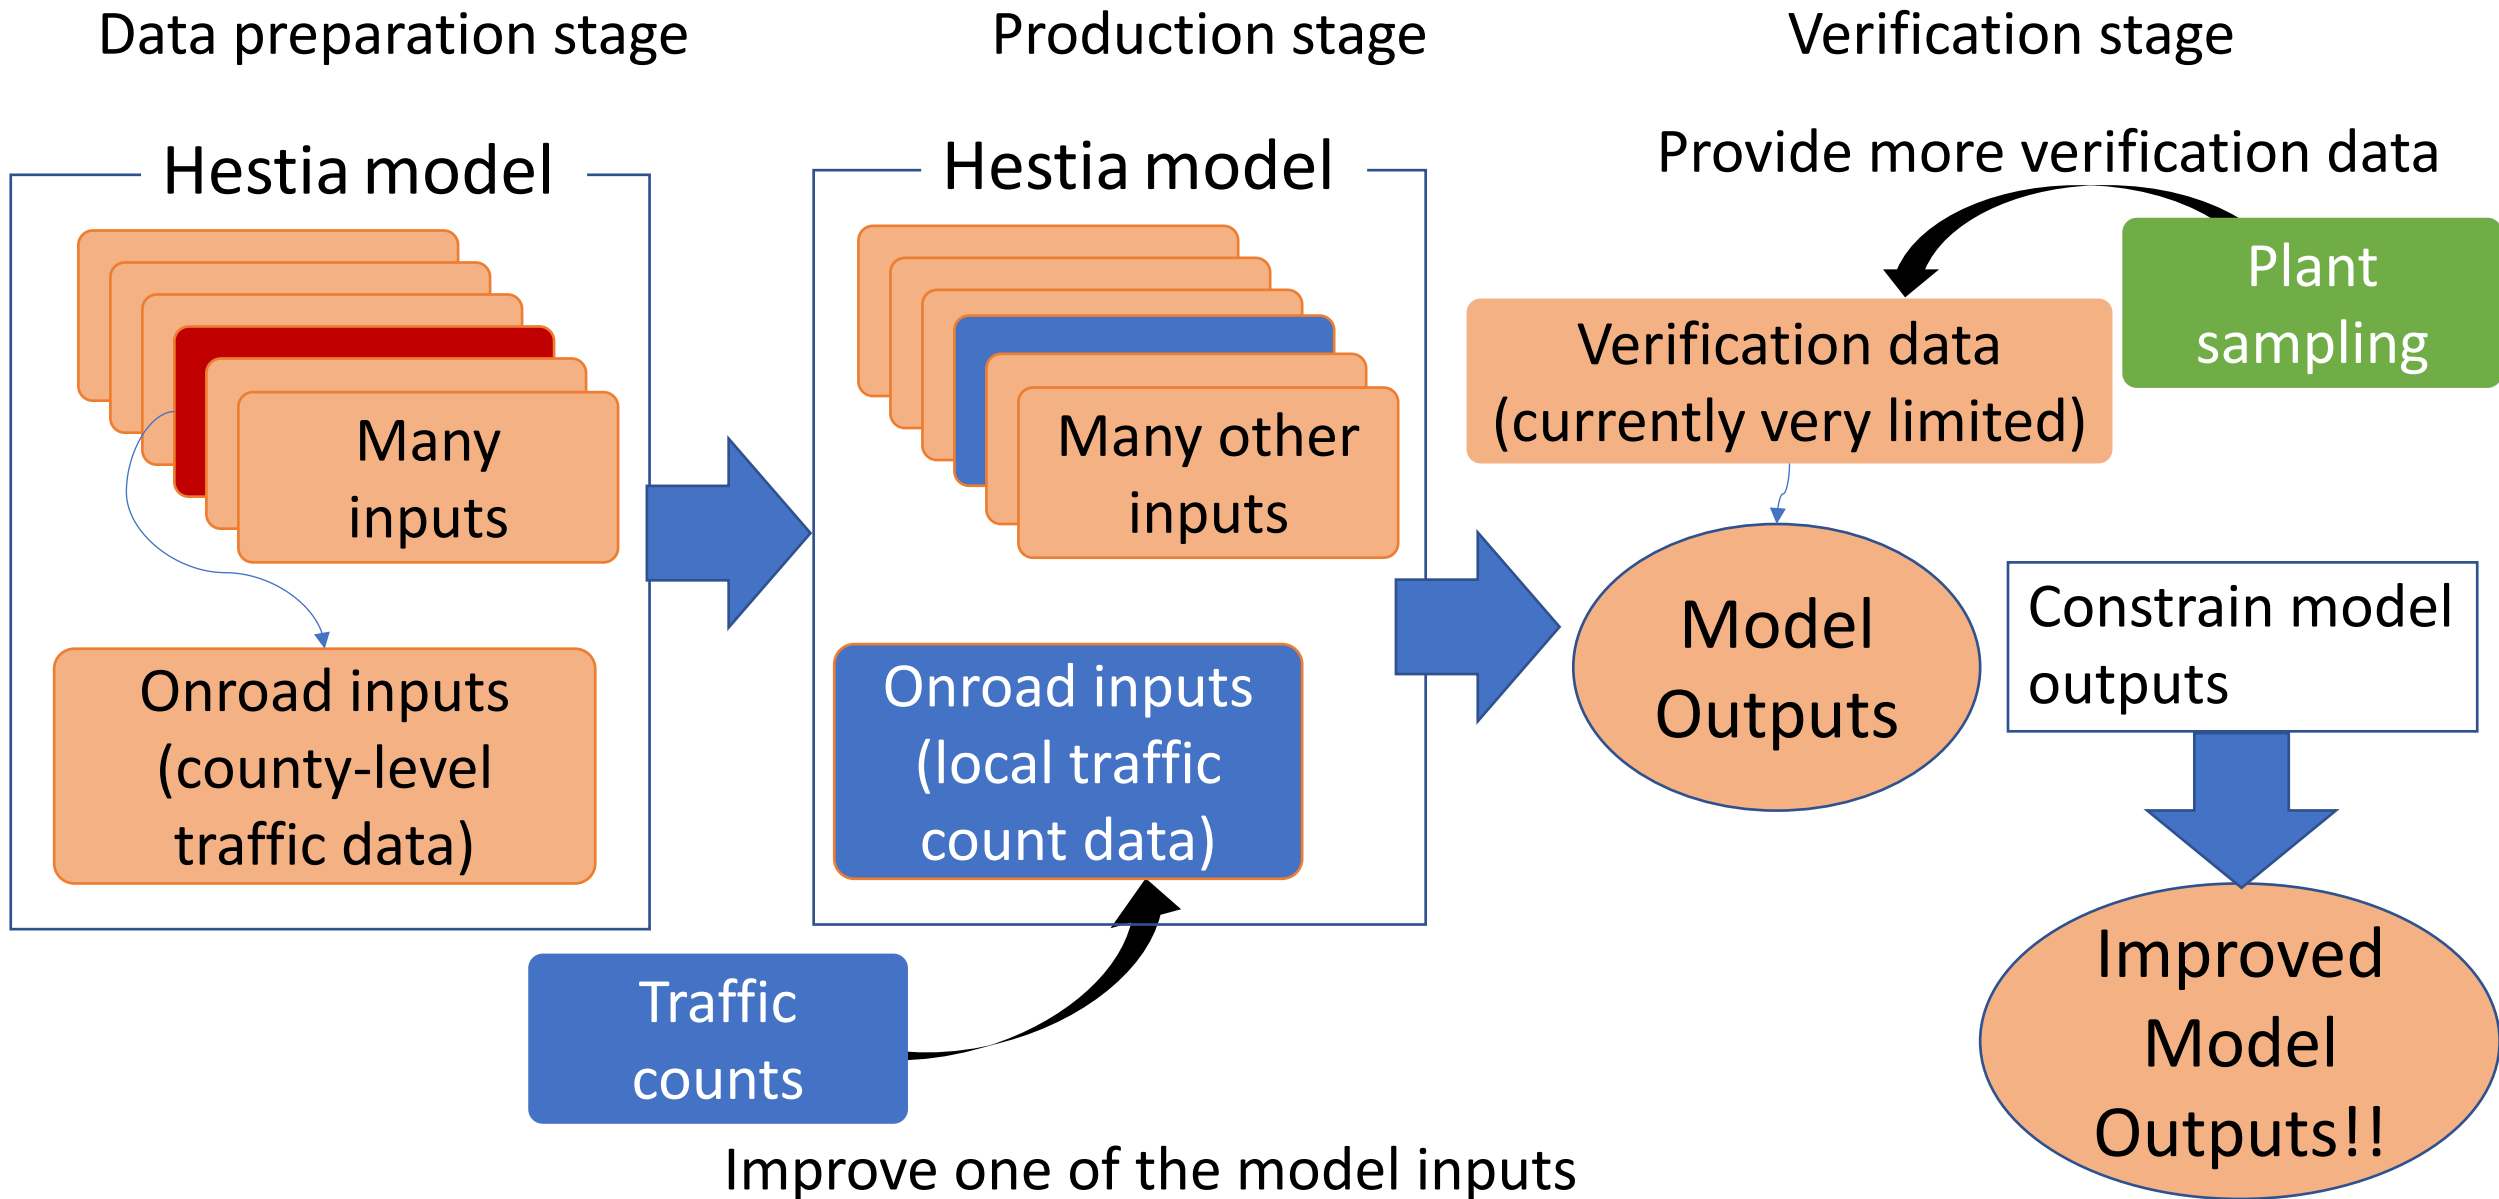 Data preparation stage
Production stage
Verification stage
Hestia model
Many
inputs
Onroad inputs
(county-level
traffic data)
Hestia model
Many other
inputs
Onroad inputs
(local traffic
count data)
Traffic
counts
Improve one of the model inputs
Provide more verification data
Plant
sampling
Verification data
(currently very limited)
Model
Outputs
Constrain model
outputs
Improved
Model
Outputs!!